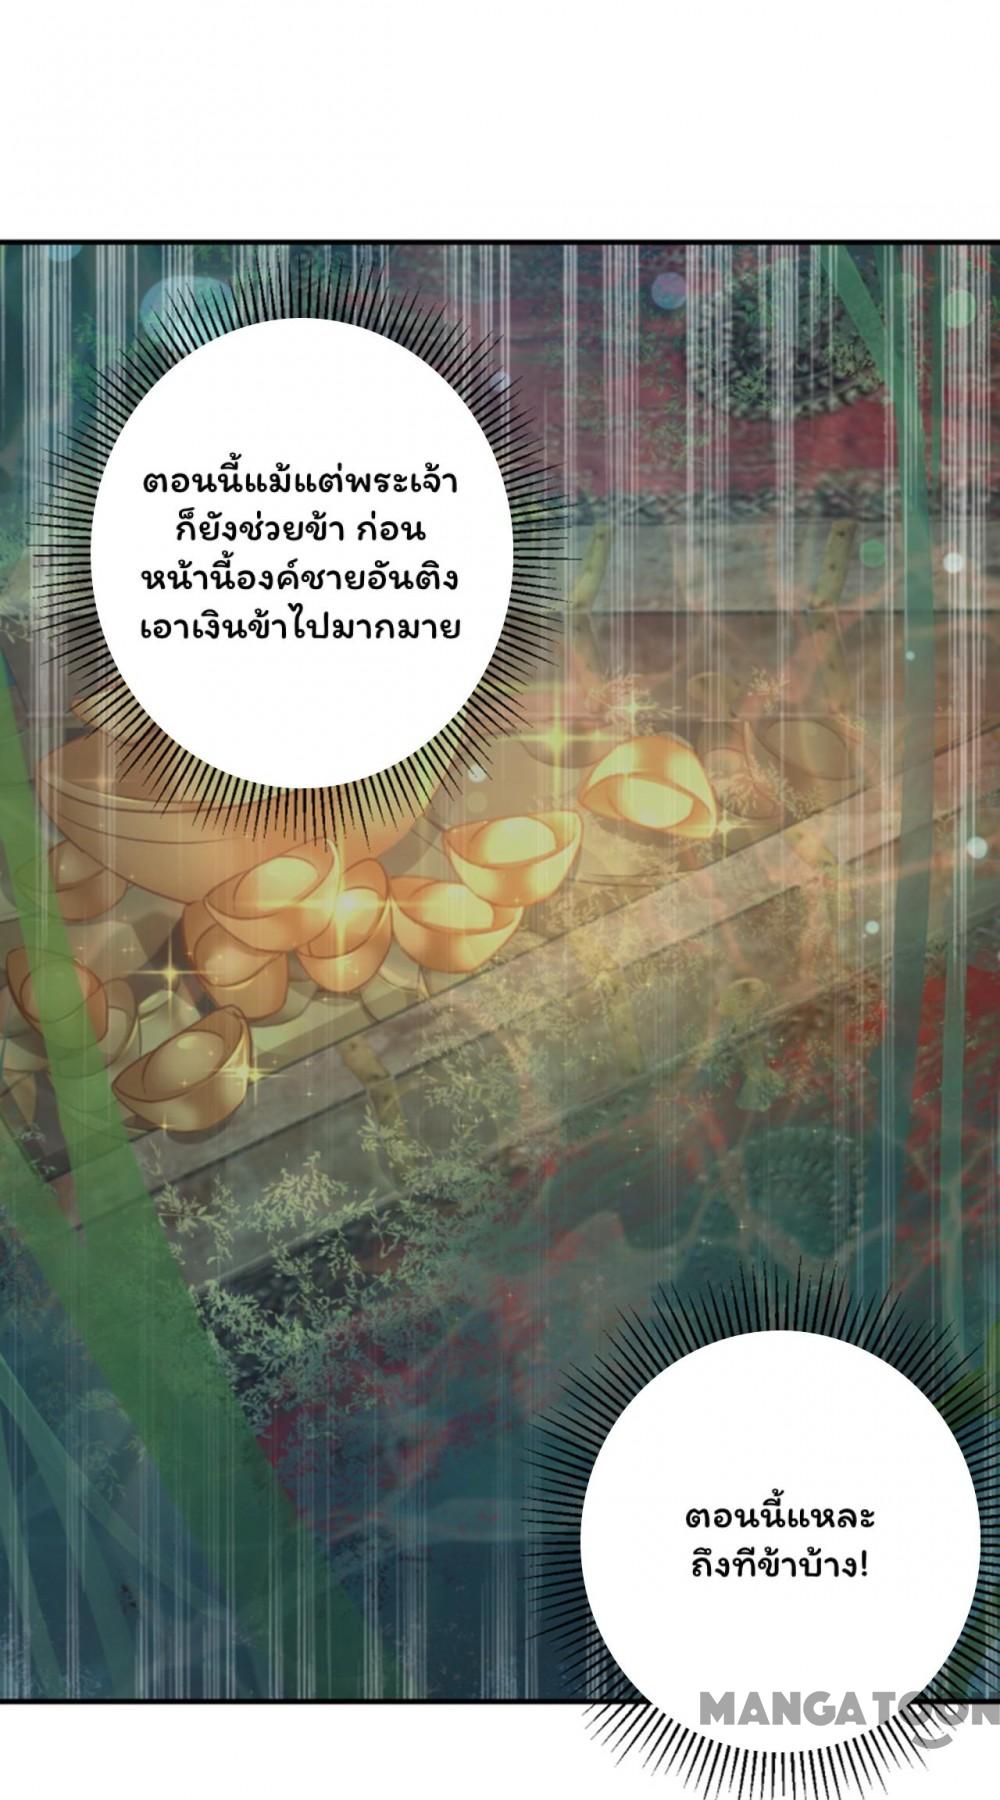 ตอนนี้แม้แต่พระเจ้า
ก็ยังช่วยข้า ก่อน
หน้านี้องค์ชายอันติง
เอาเงินข้าไปมากมาย
ตอนนี้แหละ
ถึงทีข้าบ้าง!
MANGATOON